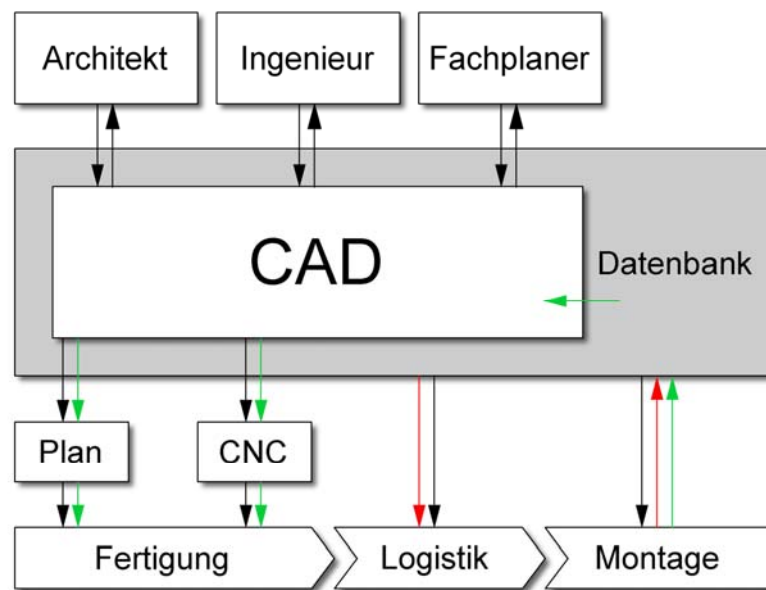 Architekt
Ingenieur
Fachplaner
CAD
Datenbank
Plan
CNC
Fertigung
Logistik
Montage